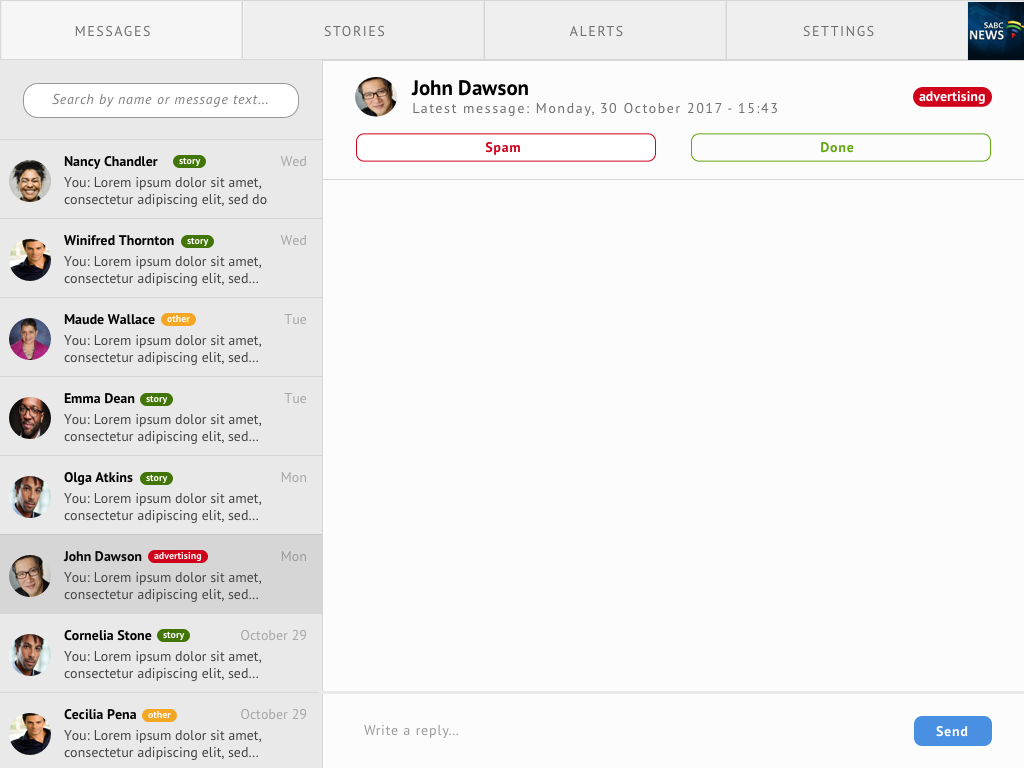 MESSAGES
STORIES
ALERTS
SETTINGS
SABC
NEWS
Search by name or message text...
Nancy Chandler story Wed
You: Lorem ipsum dolor sit amet,
consectetur adipiscing elit, sed do
Winifred Thornton story Wed
You: Lorem ipsum dolor sit amet,
consectetur adipiscing elit, sed...
Maude Wallace other Tue
You: Lorem ipsum dolor sit amet,
consectetur adipiscing elit, sed...
Emma Dean story Tue
You: Lorem ipsum dolor sit amet,
consectetur adipiscing elit, sed...
Olga Atkins story Mon
You: Lorem ipsum dolor sit amet,
consectetur adipiscing elit, sed...
John Dawson advertising Mon
You: Lorem ipsum dolor sit amet,
consectetur adipiscing elit, sed...
Cornelia Stone story October 29
You: Lorem ipsum dolor sit amet,
consectetur adipiscing elit, sed...
Cecilia Pena other October 29
You: Lorem ipsum dolor sit amet,
consectetur adipiscing elit, sed...
John Dawson
Latest message: Monday, 30 October 2017 - 15:43
advertising
Spam
Done
Write a reply...
Send